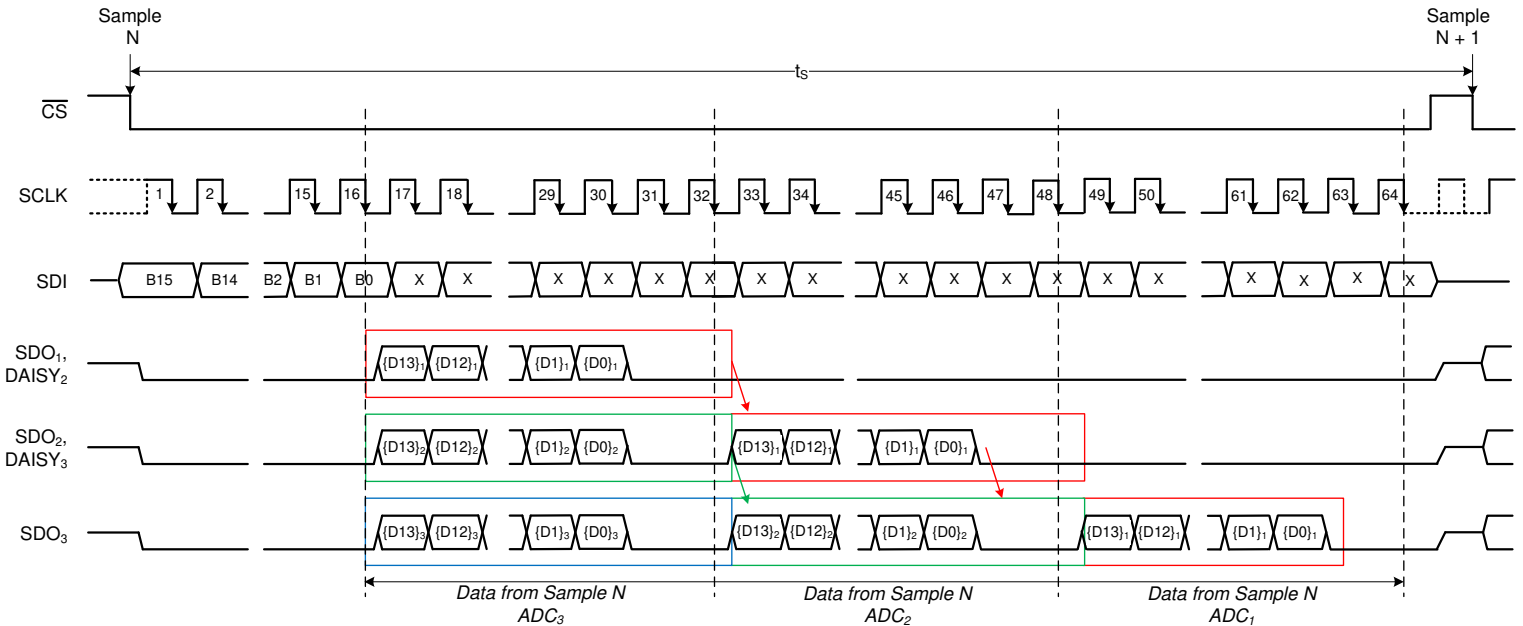 Sample
N
Sample
N + 1
tS
CS
SCLK
1 2 15 16 17 18 29 30 31 32 33 34 45 46 47 48 49 50 61 62 63 64
SDI
B15 B14 B2 B1 B0 X X X X X X X X X X X X X X X X X X
SDO1,
DAISY2
{D13}1 {D12}1 {D1}1 {D0}1
SDO2,
DAISY3
{D13}2 {D12}2 {D1}2 {D0}2 {D13}1 {D12}1 {D1}1 {D0}1
SDO3
{D13}3 {D12}3 {D1}3 {D0}3 {D13}2 {D12}2 {D1}2 {D0}2 {D13}1 {D12}1 {D1}1 {D0}1
Data from Sample N
ADC3
Data from Sample N
ADC2
Data from Sample N
ADC1